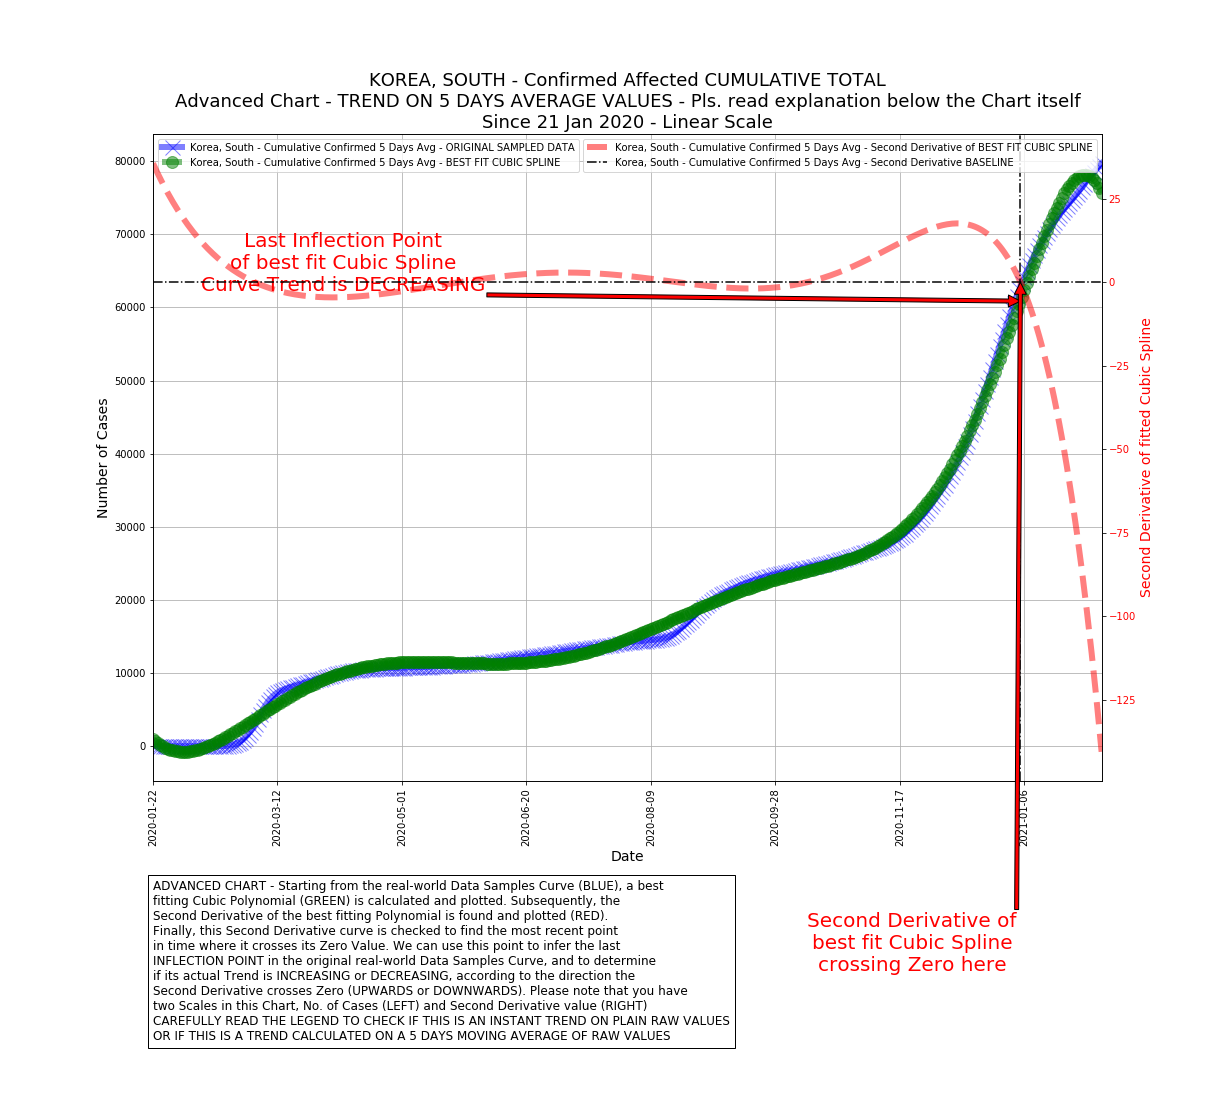 KOREA, SOUTH - Confirmed Affected CUMULATIVE TOTAL
Advanced Chart - TREND ON 5 DAYS AVERAGE VALUES - Pls. read explanation below the Chart itself
Since 21 Jan 2020 - Linear Scale
Korea, South - Cumulative Confirmed 5 Days Avg - ORIGINAL SAMPLED DATA
Korea, South - Cumulative Confirmed 5 Days Avg - BEST FIT CUBIC SPLINE
Korea, South - Cumulative Confirmed 5 Days Avg - Second Derivative of BEST FIT CUBIC SPLINE
Korea, South - Cumulative Confirmed 5 Days Avg - Second Derivative BASELINE
80000
70000
60000
50000
40000
30000
20000
10000
0
Number of Cases
Last Inflection Point
of best fit Cubic Spline
Curve Trend is DECREASING
25
0
−25
−50
−75
−100
−125
Second Derivative of fitted Cubic Spline
2020-01-22
2020-03-12
2020-05-01
2020-06-20
2020-08-09
2020-09-28
2020-11-17
2021-01-06
Date
ADVANCED CHART - Starting from the real-world Data Samples Curve (BLUE), a best
fitting Cubic Polynomial (GREEN) is calculated and plotted. Subsequently, the
Second Derivative of the best fitting Polynomial is found and plotted (RED).
Finally, this Second Derivative curve is checked to find the most recent point
in time where it crosses its Zero Value. We can use this point to infer the last
INFLECTION POINT in the original real-world Data Samples Curve, and to determine
if its actual Trend is INCREASING or DECREASING, according to the direction the
Second Derivative crosses Zero (UPWARDS or DOWNWARDS). Please note that you have
two Scales in this Chart, No. of Cases (LEFT) and Second Derivative value (RIGHT)
CAREFULLY READ THE LEGEND TO CHECK IF THIS IS AN INSTANT TREND ON PLAIN RAW VALUES
OR IF THIS IS A TREND CALCULATED ON A 5 DAYS MOVING AVERAGE OF RAW VALUES
Second Derivative of
best fit Cubic Spline
crossing Zero here